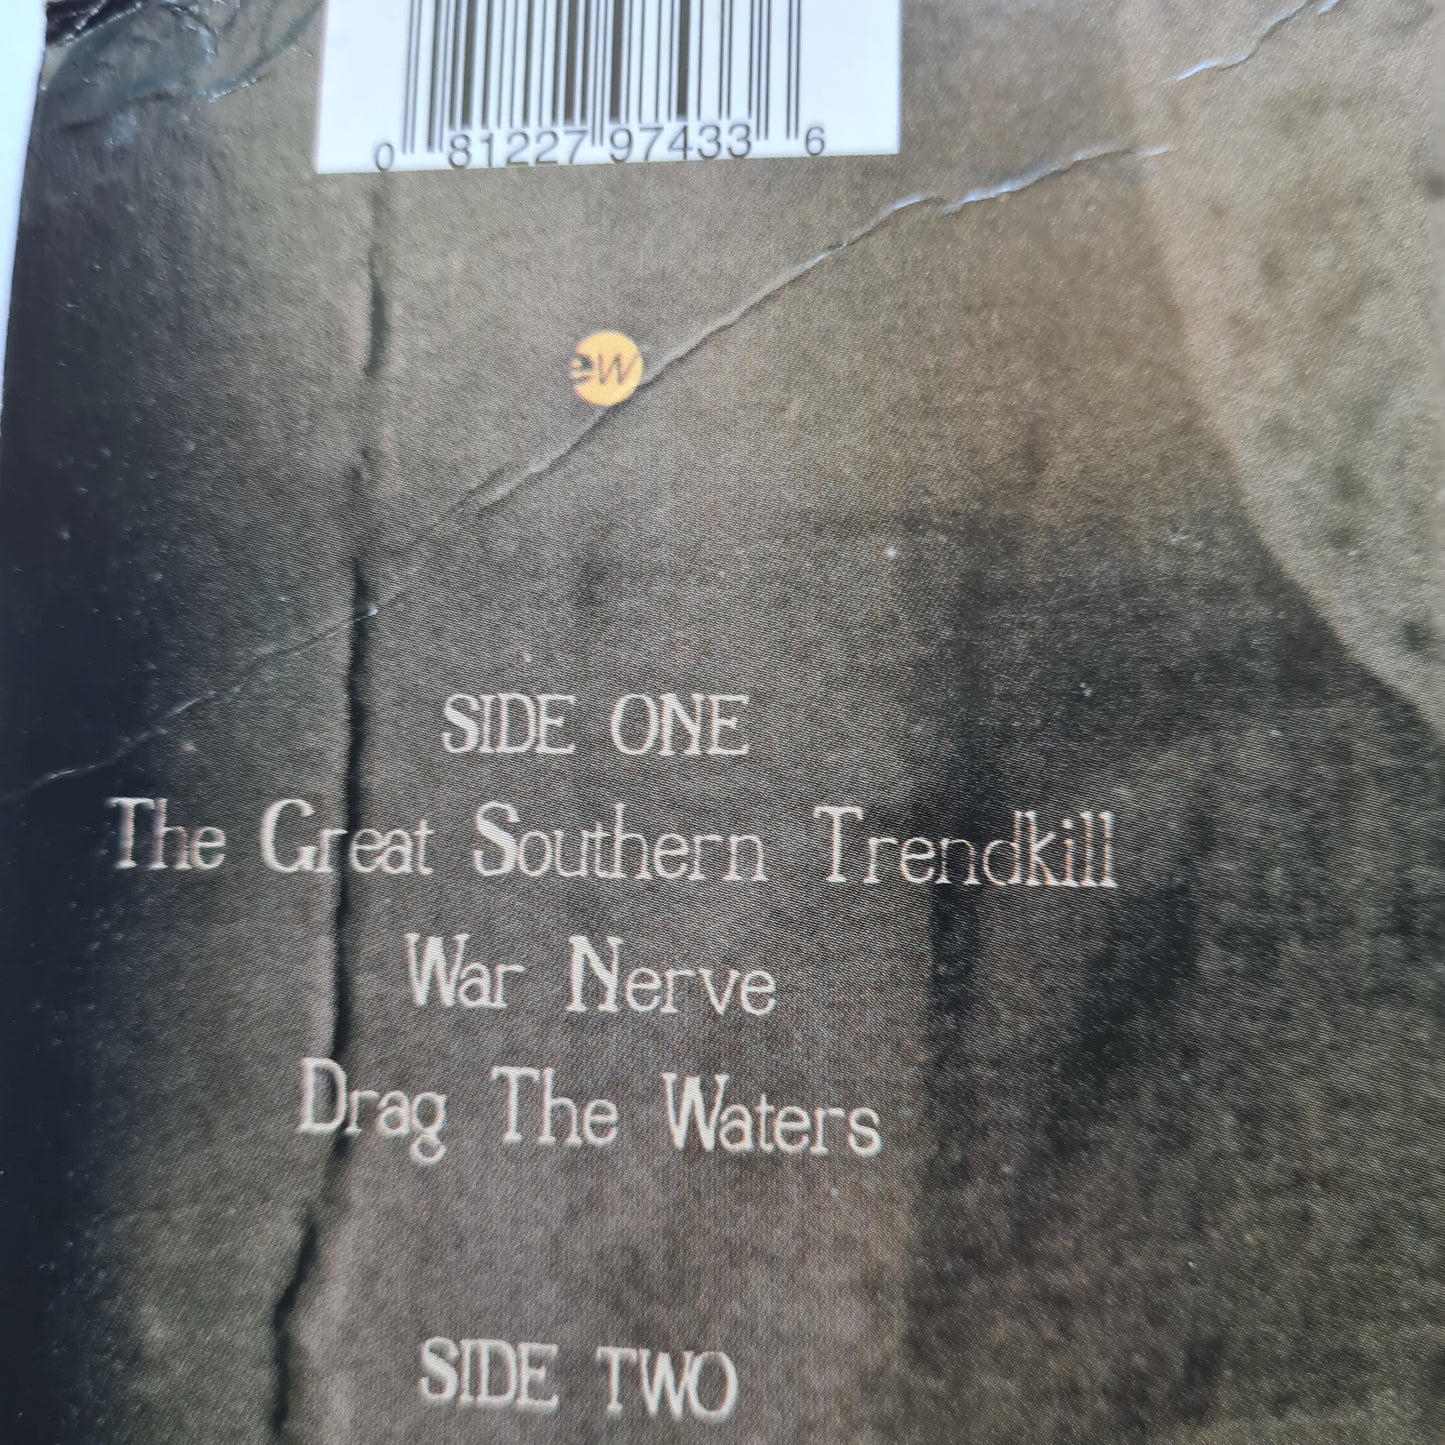 0 81227 97433 6
ew
SIDE ONE
The Great Southern Trendkill
War Nerve
Drag The Waters
SIDE TWO